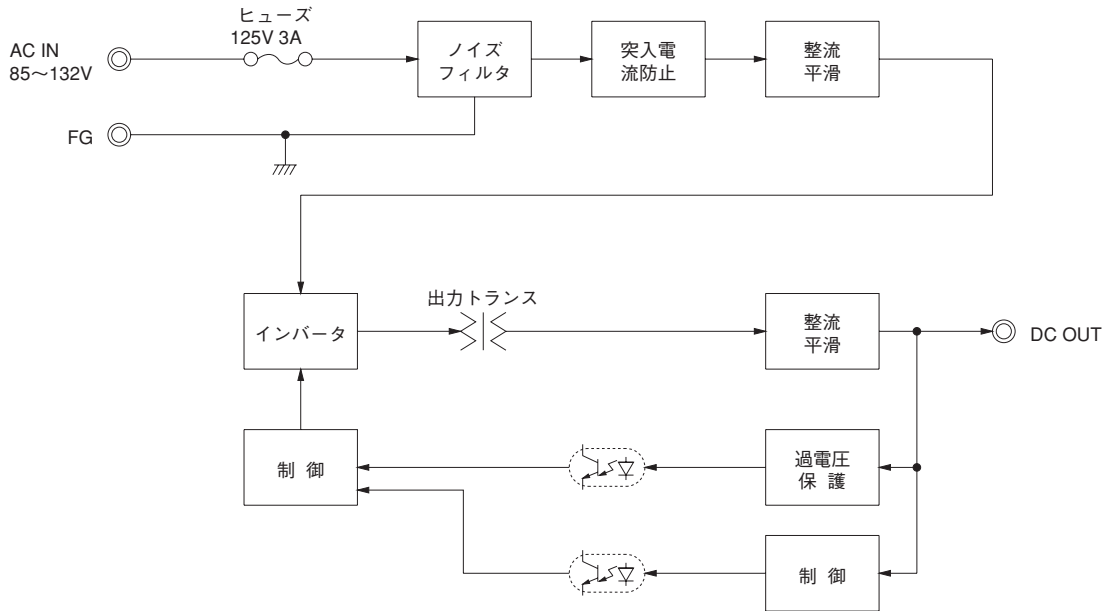 ヒューズ
125V 3A
AC IN
85～132V
ノイズ
フィルタ
突入電
流防止
整流
平滑
FG
インバータ
出力トランス
整流
平滑
DC OUT
制 御
過電圧
保 護
制 御